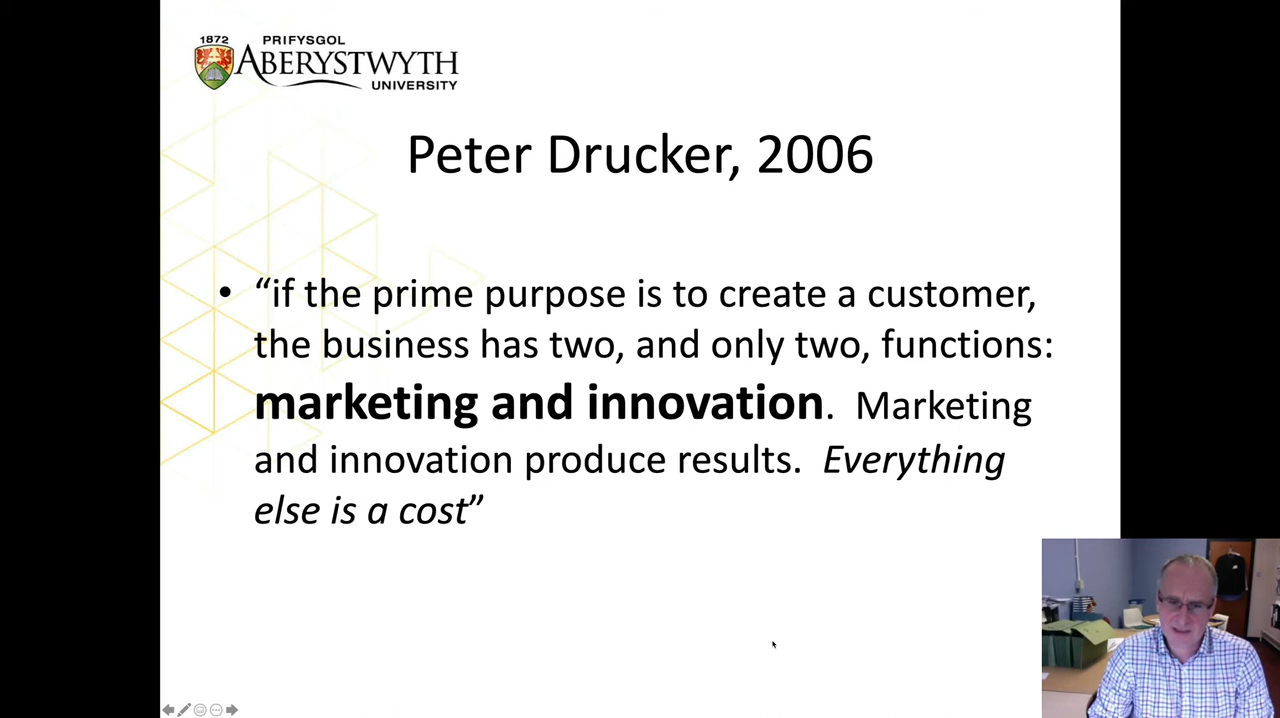 1872 PRIFYSGOL
ABERYSTWYTH
UNIVERSITY
Peter Drucker, 2006
• “if the prime purpose is to create a customer,
the business has two, and only two, functions:
marketing and innovation.  Marketing
and innovation produce results.  Everything
else is a cost”